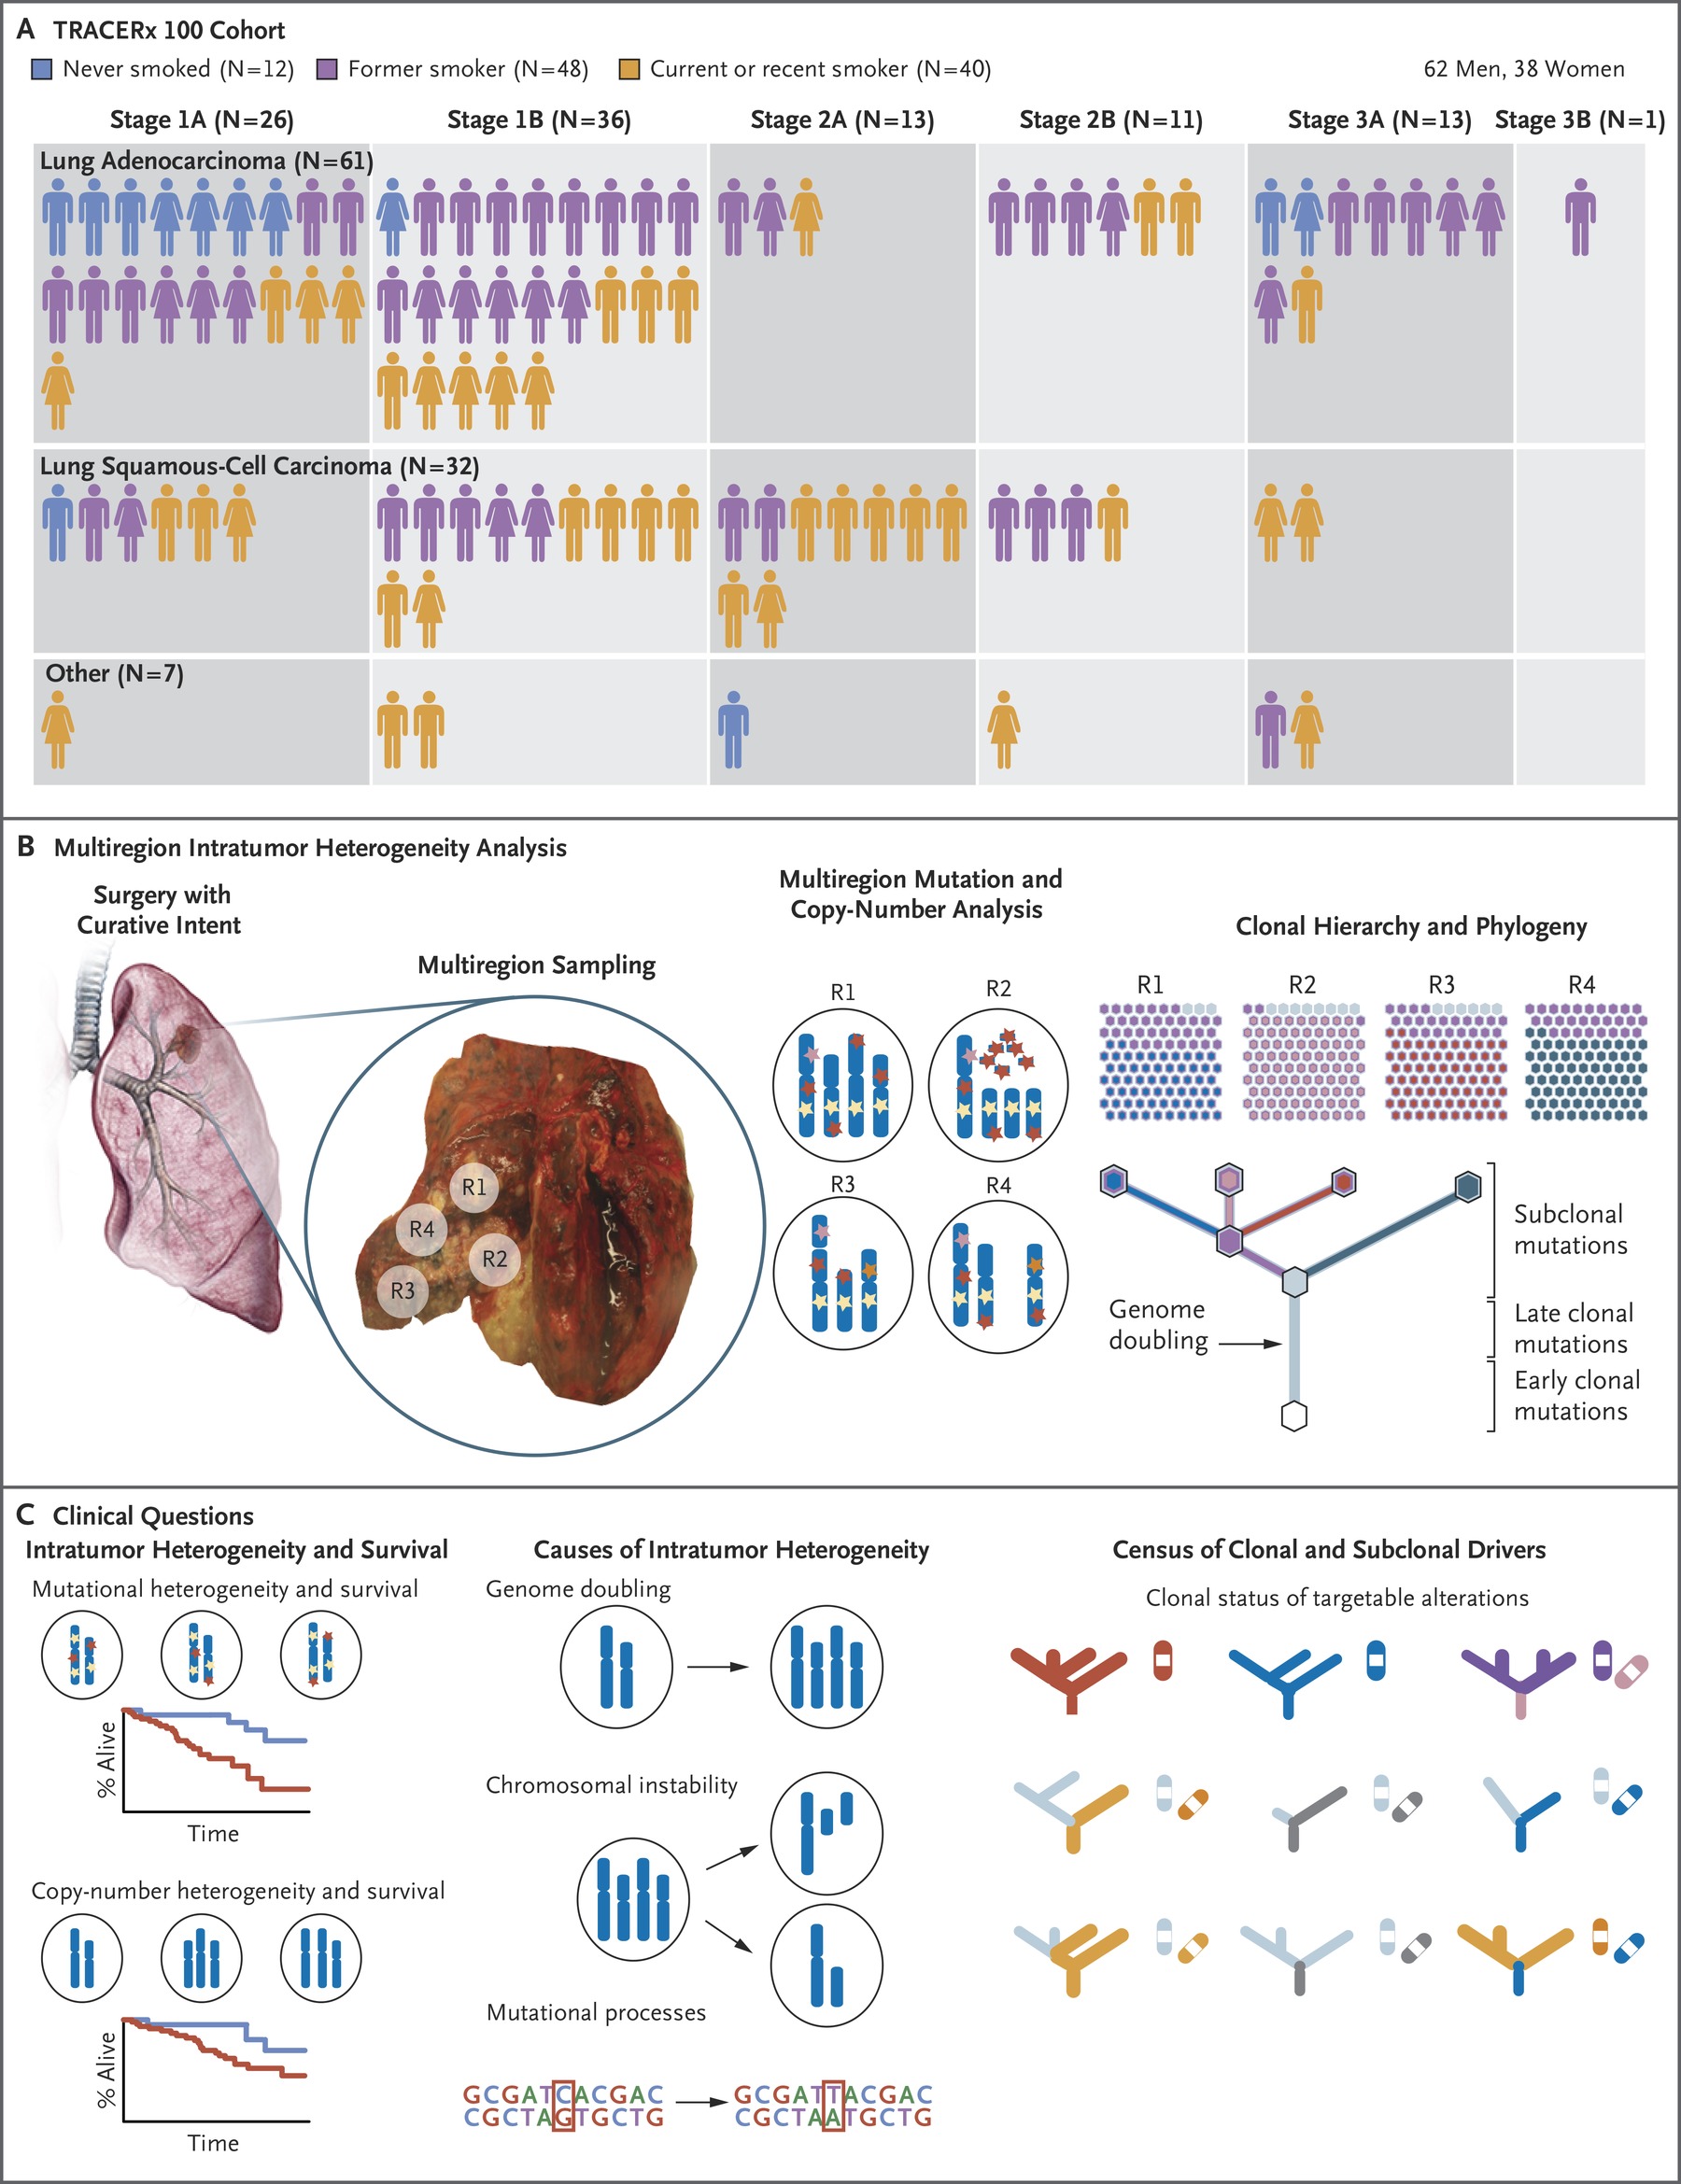 A TRACERx 100 Cohort
Never smoked (N=12) Former smoker (N=48) Current or recent smoker (N=40) 62 Men, 38 Women
Stage 1A (N=26) Stage 1B (N=36) Stage 2A (N=13) Stage 2B (N=11) Stage 3A (N=13) Stage 3B (N=1)
Lung Adenocarcinoma (N=61)
Lung Squamous-Cell Carcinoma (N=32)
Other (N=7)
B Multiregion Intratumor Heterogeneity Analysis
Surgery with
Curative Intent
Multiregion Sampling
R1
R4
R2
R3
Multiregion Mutation and
Copy-Number Analysis
R1 R2
R3 R4
Clonal Hierarchy and Phylogeny
R1 R2 R3 R4
Subclonal
mutations
Genome
doubling
Late clonal
mutations
Early clonal
mutations
C Clinical Questions
Intratumor Heterogeneity and Survival
Mutational heterogeneity and survival
% Alive
Time
Copy-number heterogeneity and survival
% Alive
Time
Causes of Intratumor Heterogeneity
Genome doubling
Chromosomal instability
Mutational processes
GCGATCACGAC GCGATTACGAC
CGCTAGTGCTG CGCTAATGCTG
Census of Clonal and Subclonal Drivers
Clonal status of targetable alterations